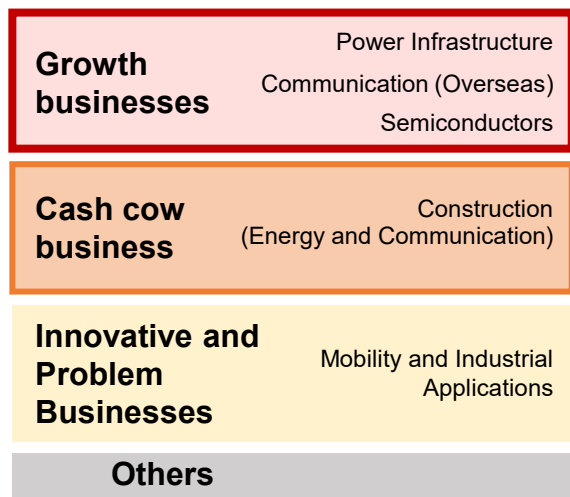 Growth
businesses
Power Infrastructure
Communication (Overseas)
Semiconductors
Cash cow
business
Construction
(Energy and Communication)
Innovative and
Problem
Businesses
Mobility and Industrial
Applications
Others